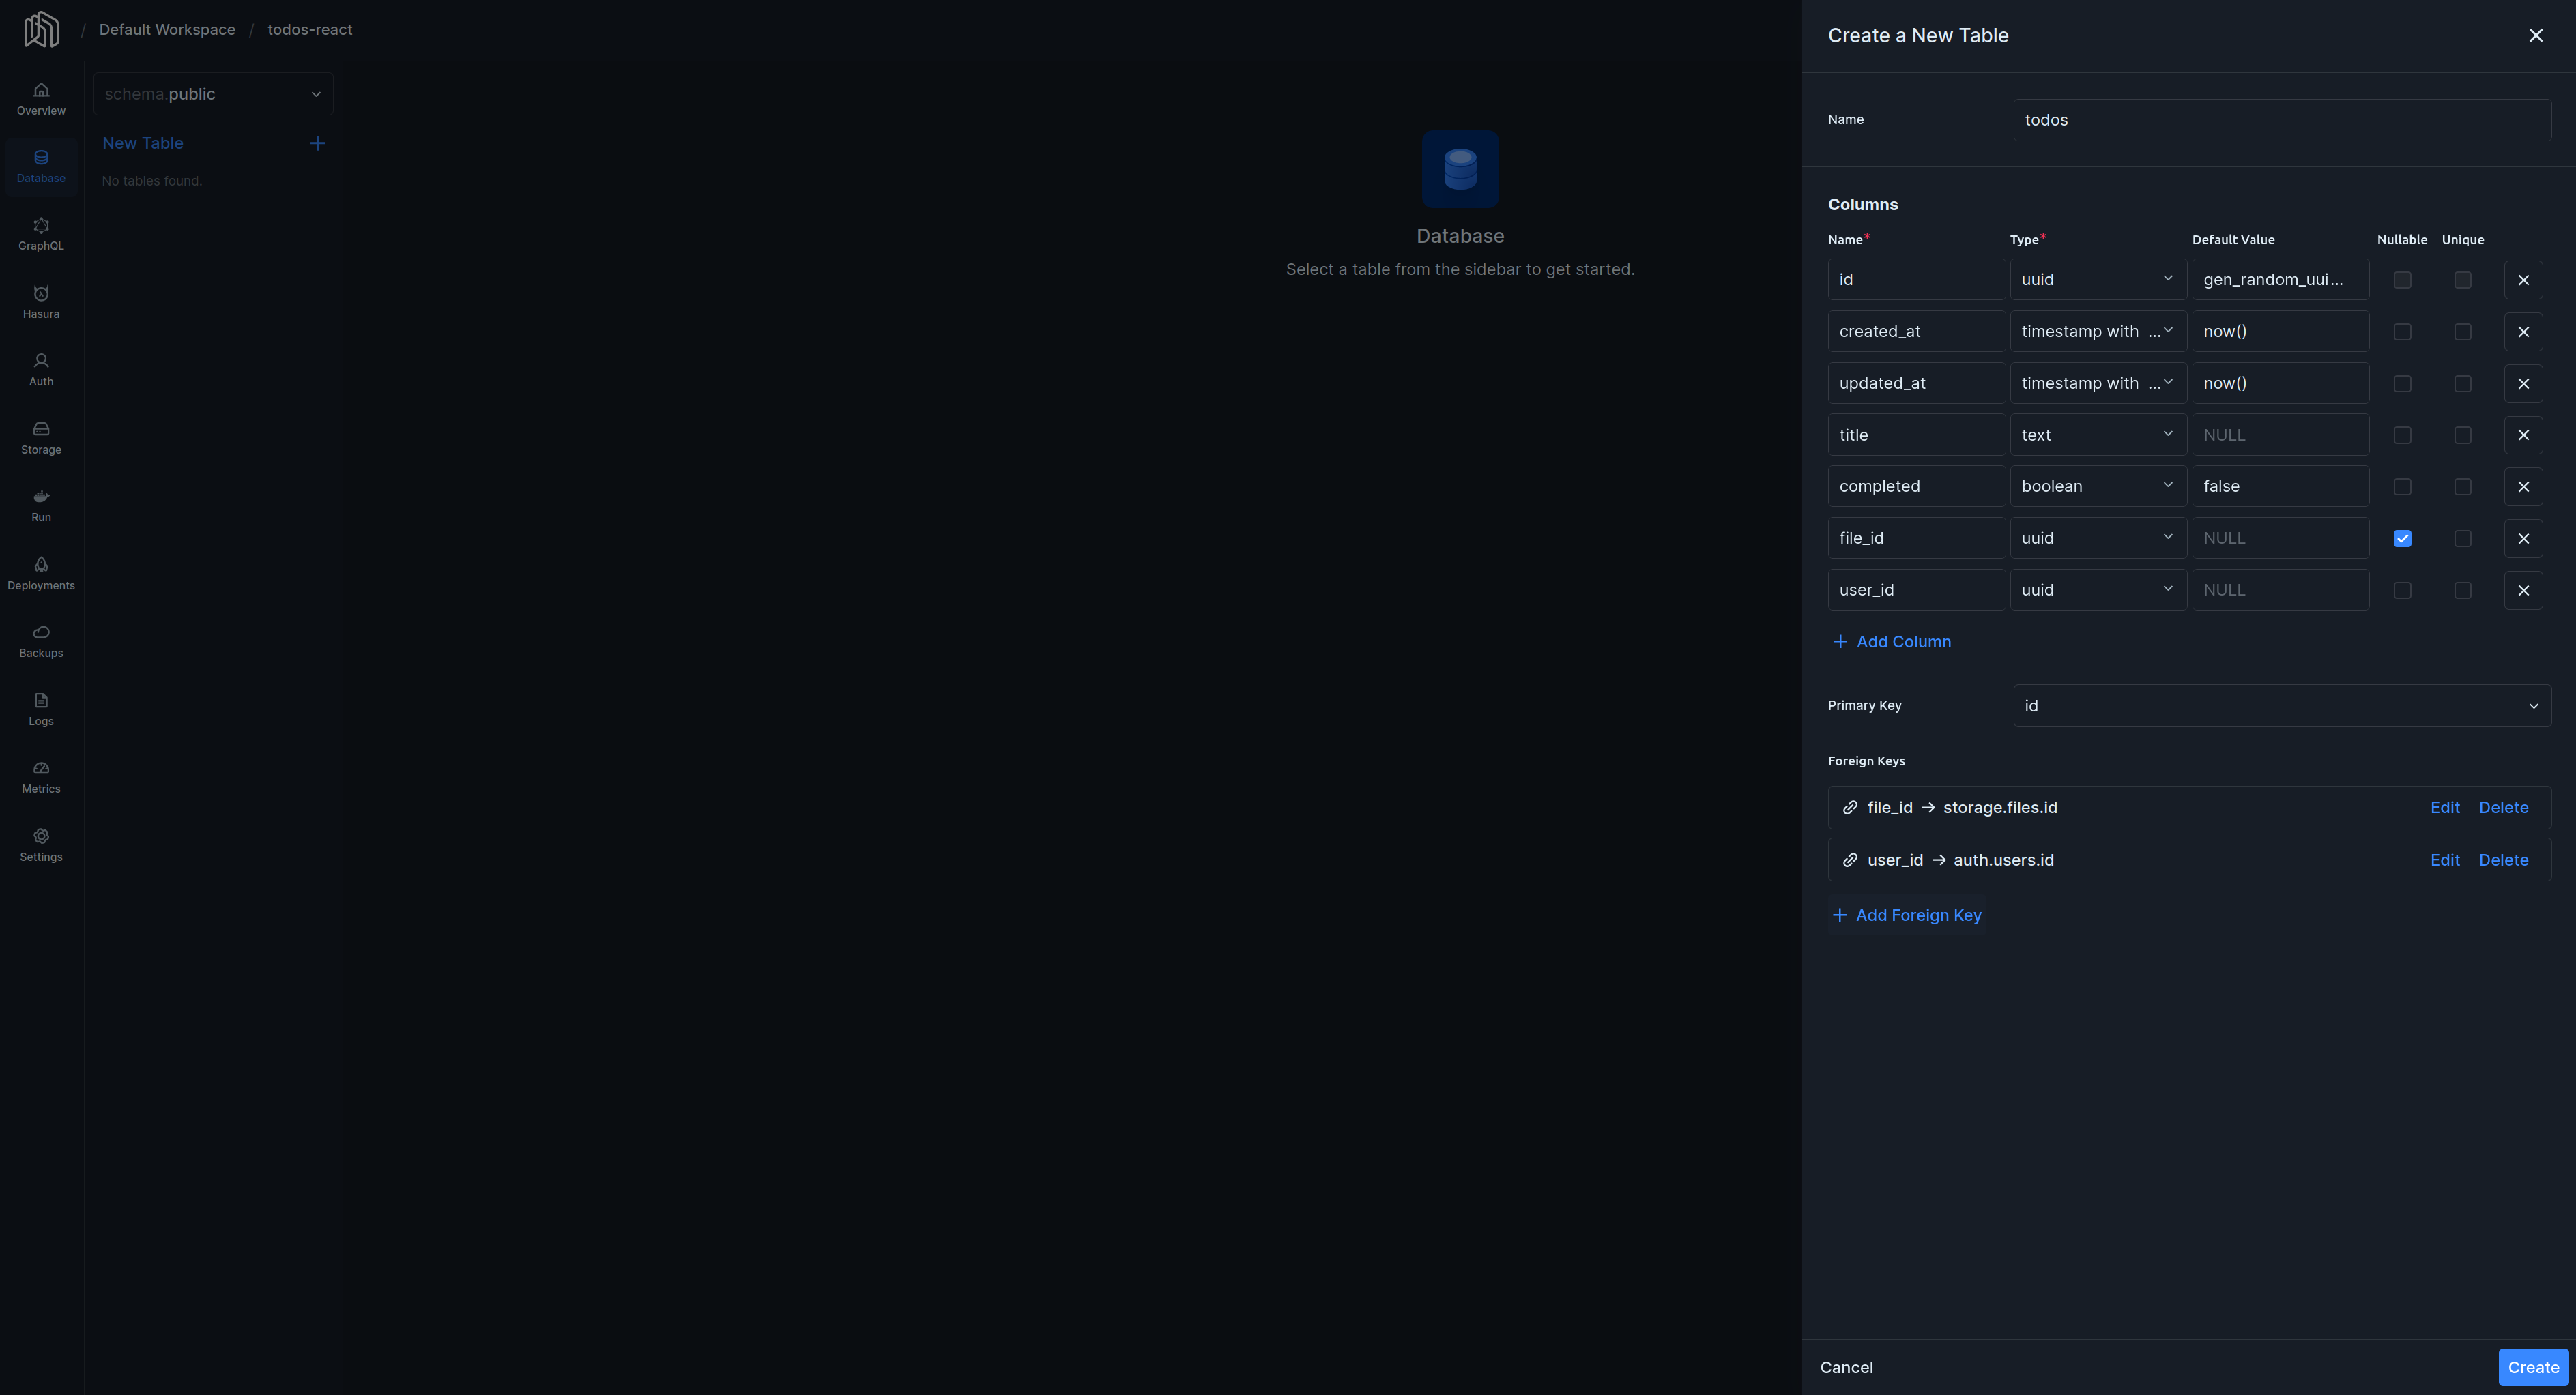 / Default Workspace / todos-react
Overview
Database
GraphQL
Hasura
Auth
Storage
Run
Deployments
Backups
Logs
Metrics
Settings
schema.public
New Table
No tables found.
Database
Select a table from the sidebar to get started.
Create a New Table
Name todos
Columns
Name* Type* Default Value Nullable Unique
id uuid gen_random_uui...
created_at timestamp with ... now()
updated_at timestamp with ... now()
title text NULL
completed boolean false
file_id uuid NULL
user_id uuid NULL
+ Add Column
Primary Key id
Foreign Keys
file_id → storage.files.id Edit Delete
user_id → auth.users.id Edit Delete
+ Add Foreign Key
Cancel Create